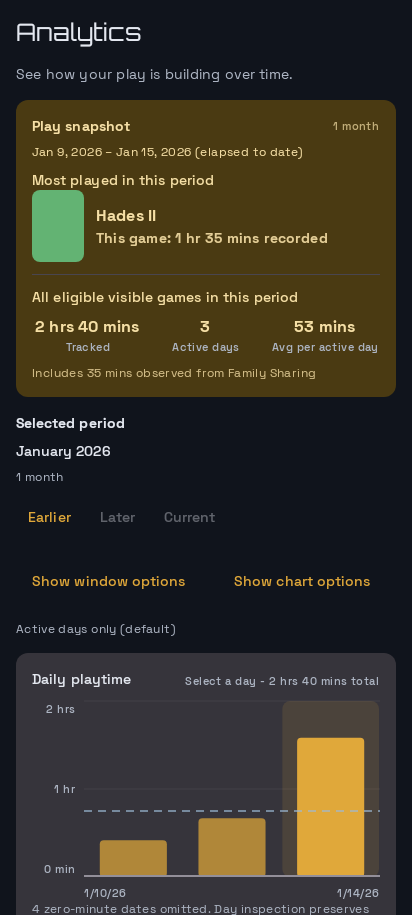 Analytics
See how your play is building over time.
Play snapshot 1 month
Jan 9, 2026 – Jan 15, 2026 (elapsed to date)
Most played in this period
Hades II
This game: 1 hr 35 mins recorded
All eligible visible games in this period
2 hrs 40 mins 3 53 mins
Tracked Active days Avg per active day
Includes 35 mins observed from Family Sharing
Selected period
January 2026
1 month
Earlier Later Current
Show window options Show chart options
Active days only (default)
Daily playtime Select a day - 2 hrs 40 mins total
2 hrs
1 hr
0 min
1/10/26 1/14/26
4 zero-minute dates omitted. Day inspection preserves